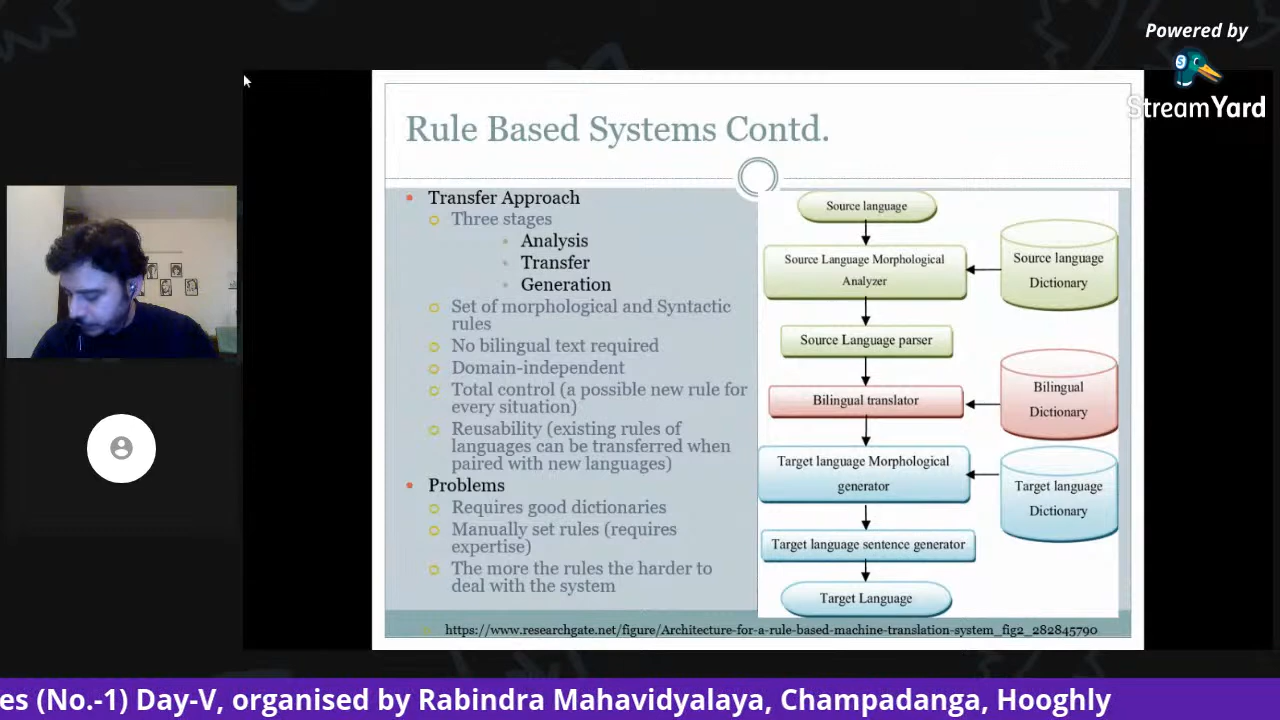 Powered by
StreamYard
Rule Based Systems Contd.
Transfer Approach
Three stages
Analysis
Transfer
Generation
Set of morphological and Syntactic
rules
No bilingual text required
Domain-independent
Total control (a possible new rule for
every situation)
Reusability (existing rules of
languages can be transferred when
paired with new languages)
Problems
Requires good dictionaries
Manually set rules (requires
expertise)
The more the rules the harder to
deal with the system
Source language
Source Language Morphological
Analyzer
Source language
Dictionary
Source Language parser
Bilingual translator
Bilingual
Dictionary
Target language Morphological
generator
Target language
Dictionary
Target language sentence generator
Target Language
https://www.researchgate.net/figure/Architecture-for-a-rule-based-machine-translation-system_fig2_282845790
es (No.-1) Day-V, organised by Rabindra Mahavidyalaya, Champadanga, Hooghly